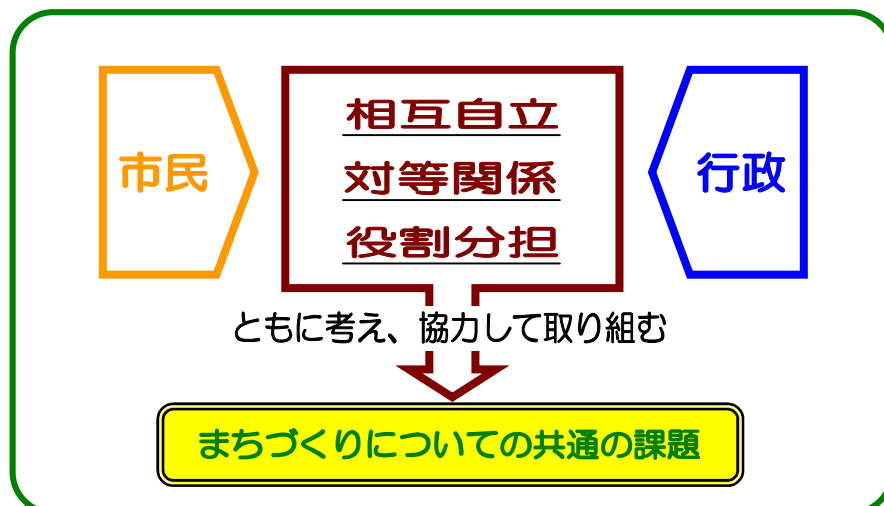 市民
相互自立
対等関係
役割分担
行政
ともに考え、協力して取り組む
まちづくりについての共通の課題